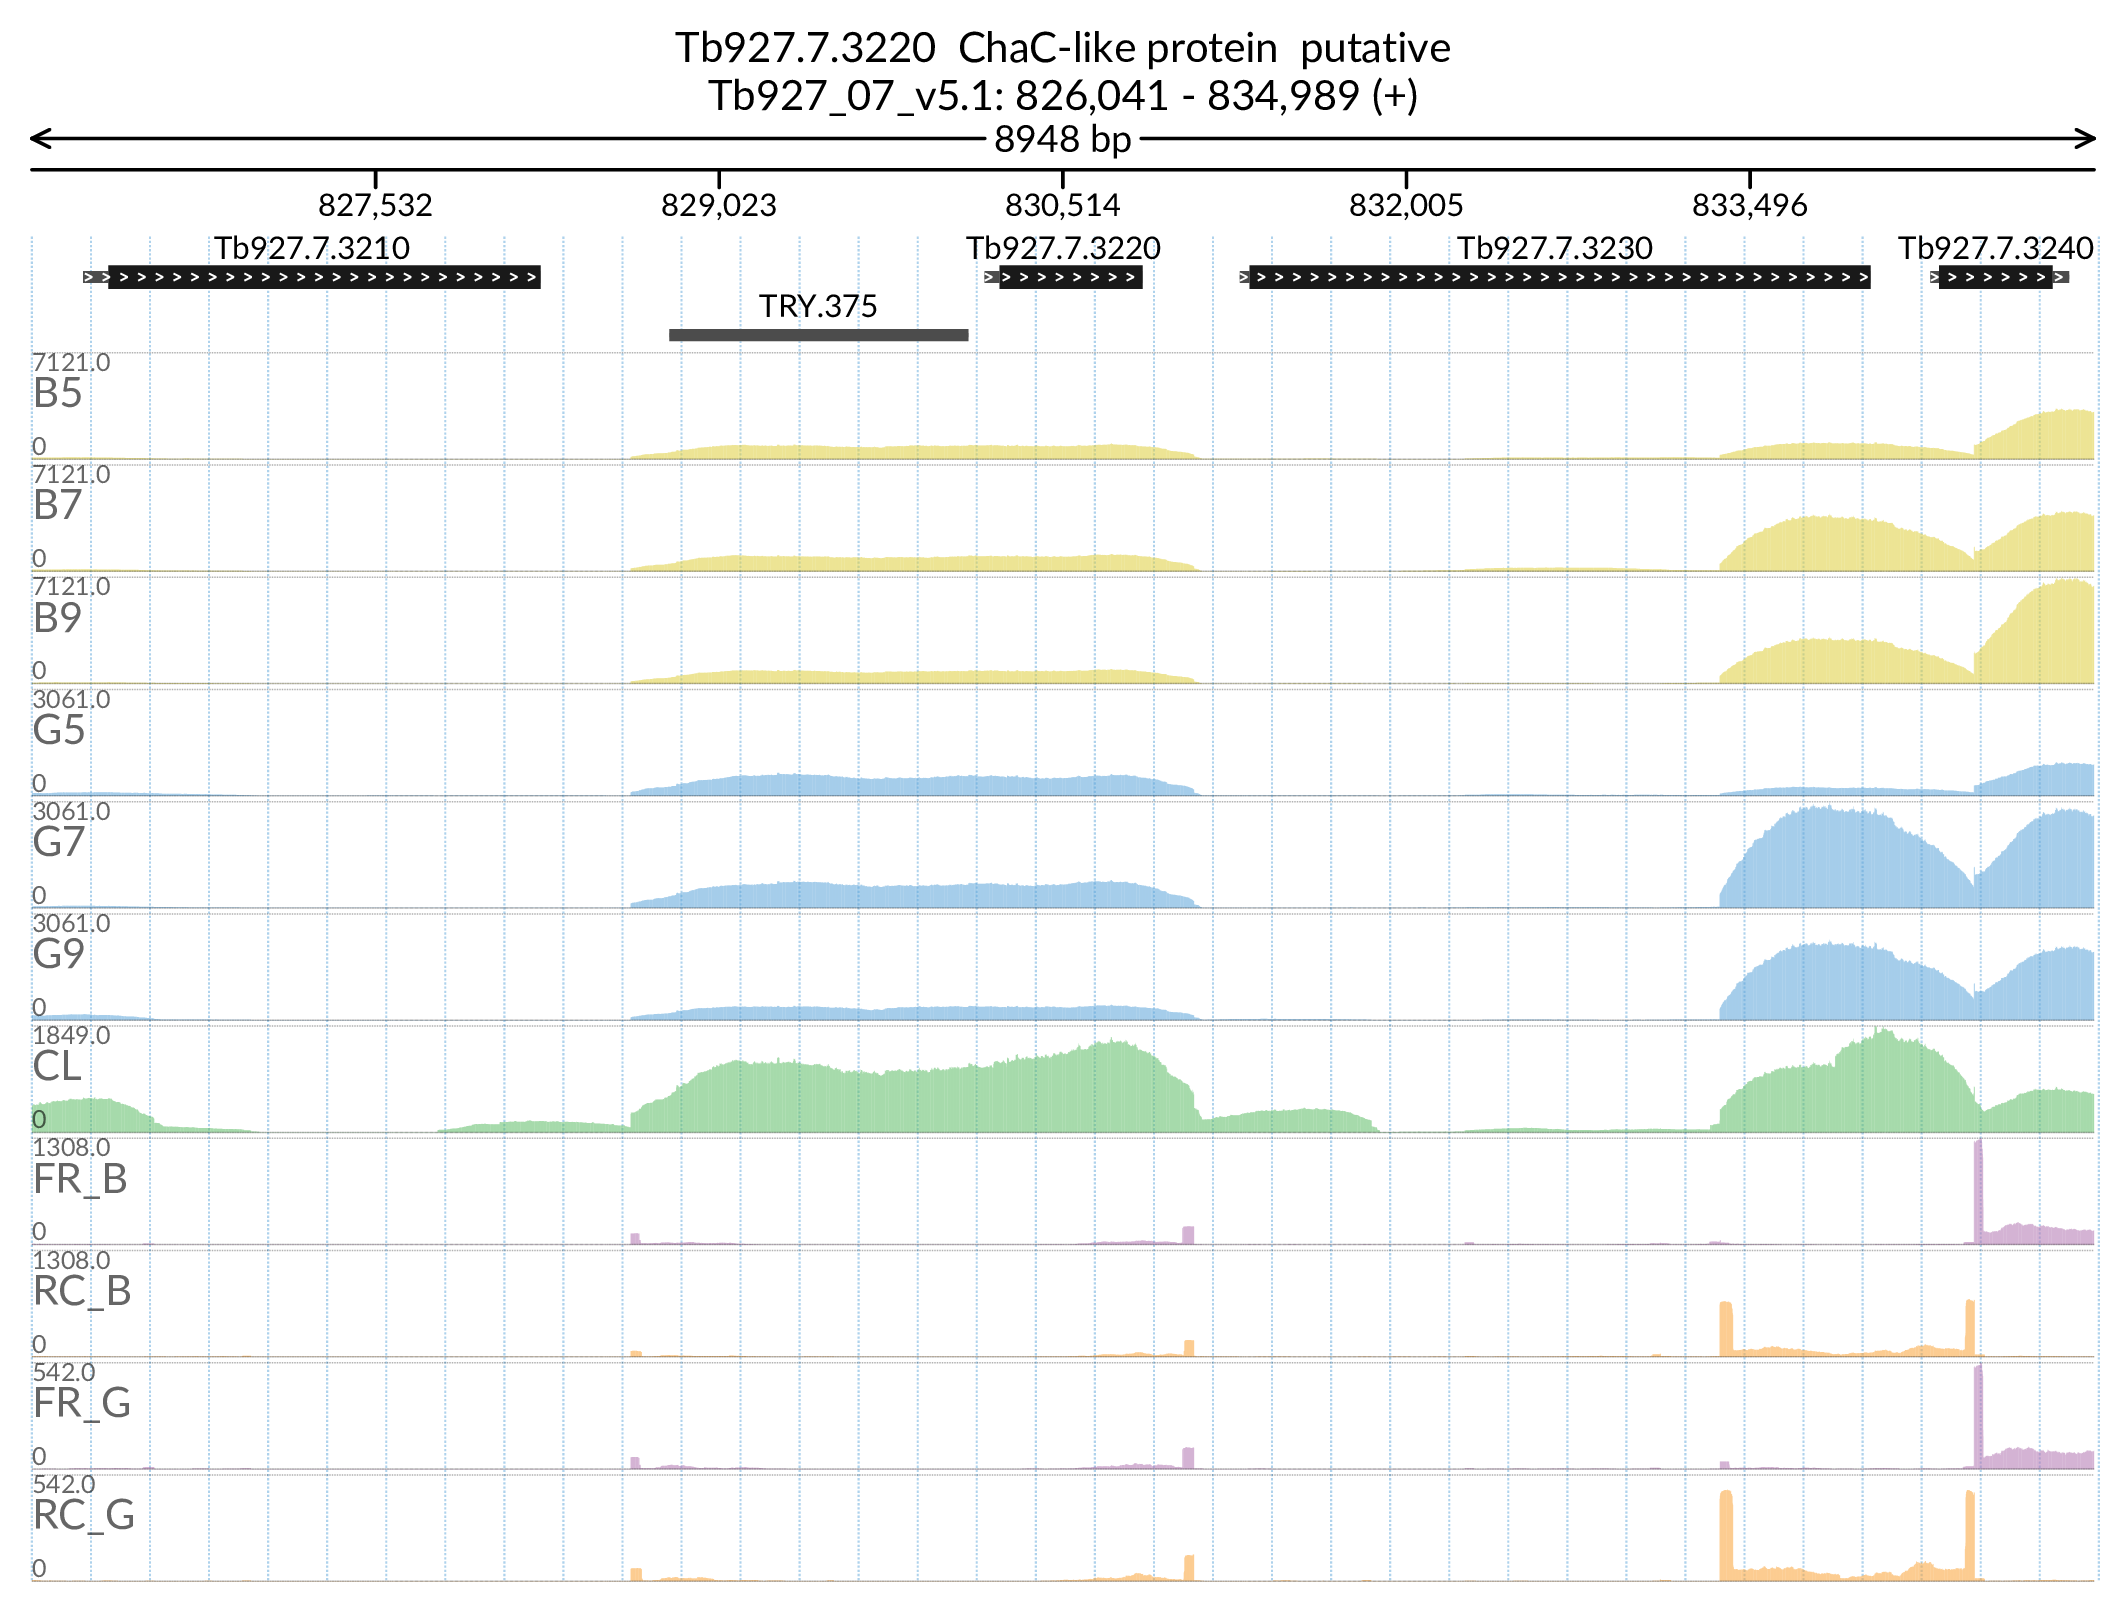 Tb927.7.3220  ChaC-like protein  putative
Tb927_07_v5.1: 826,041 - 834,989 (+)
8948 bp
827,532 829,023 830,514 832,005 833,496
Tb927.7.3210 Tb927.7.3220 Tb927.7.3230 Tb927.7.3240
TRY.375
7121.0
B5
0
7121.0
B7
0
7121.0
B9
0
3061.0
G5
0
3061.0
G7
0
3061.0
G9
0
1849.0
CL
0
1308.0
FR_B
0
1308.0
RC_B
0
542.0
FR_G
0
542.0
RC_G
0